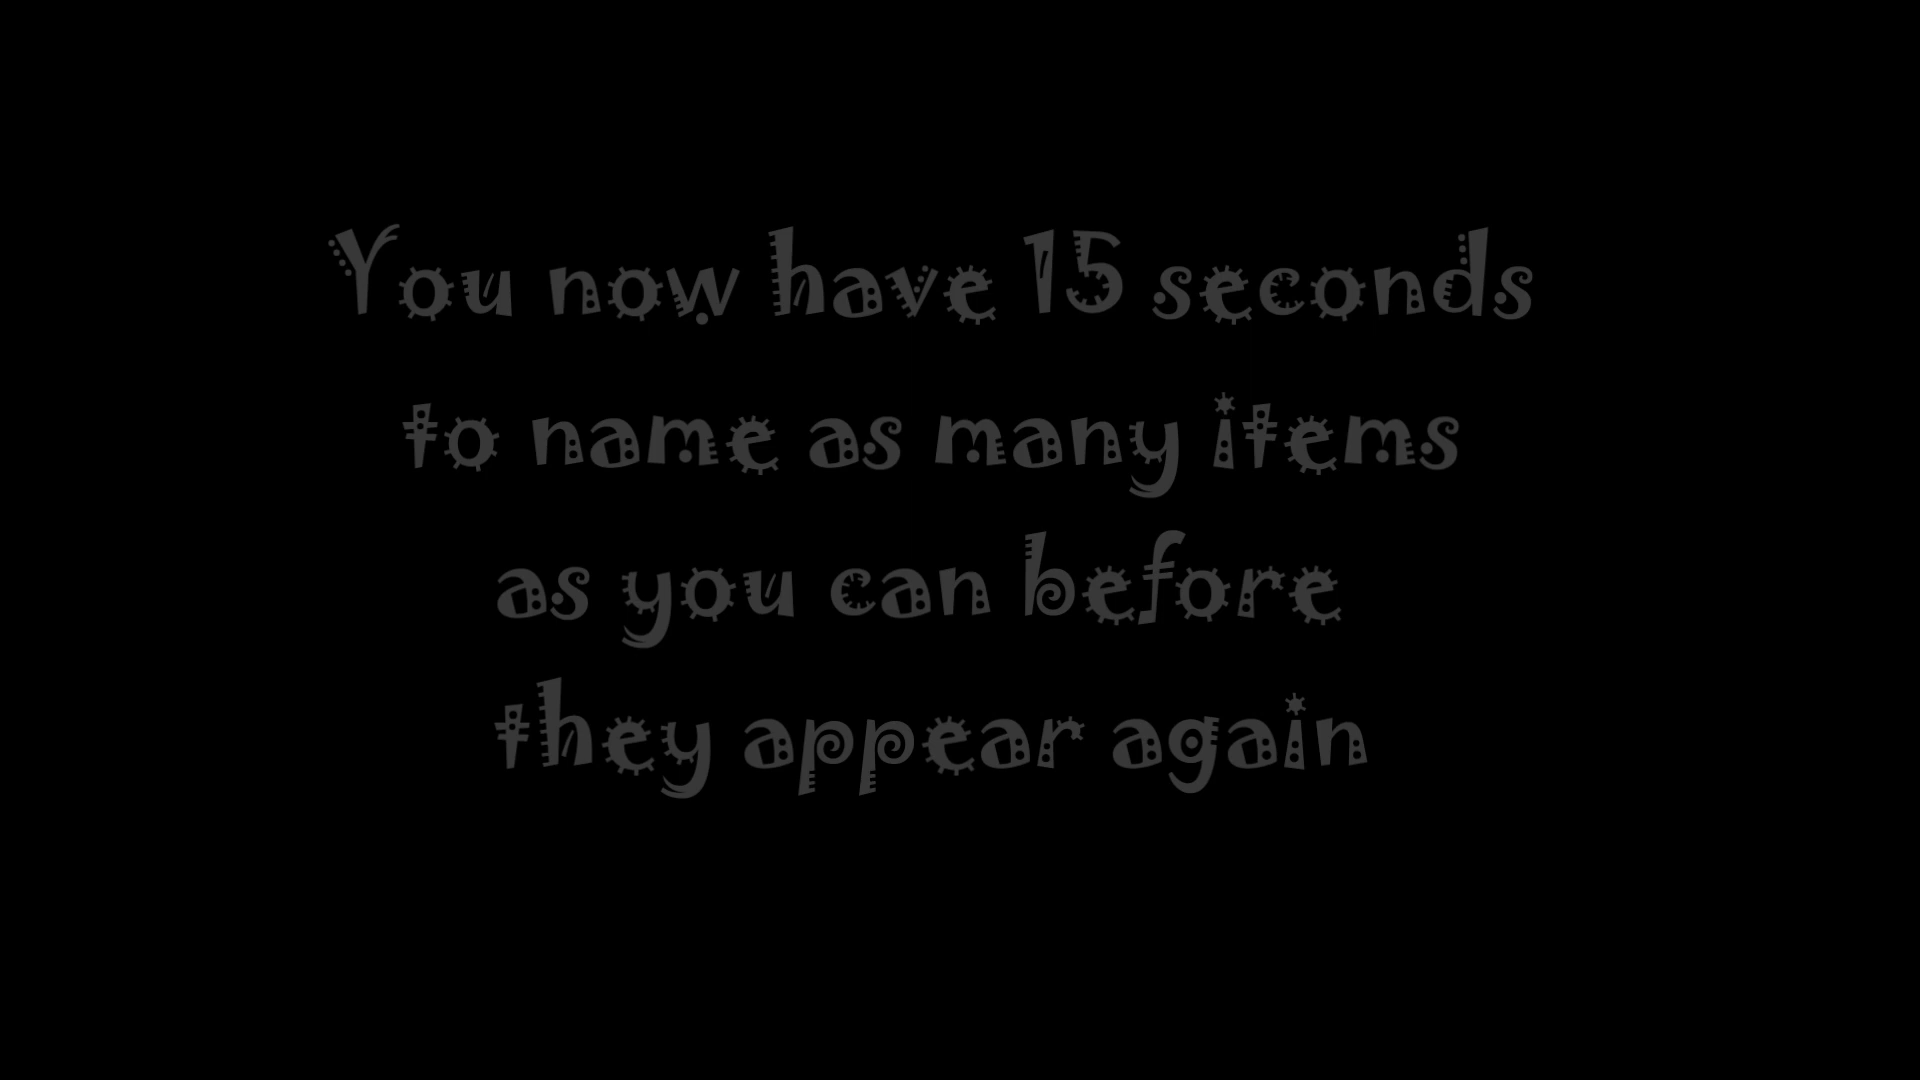 You now have 15 seconds
to name as many items
as you can before
they appear again